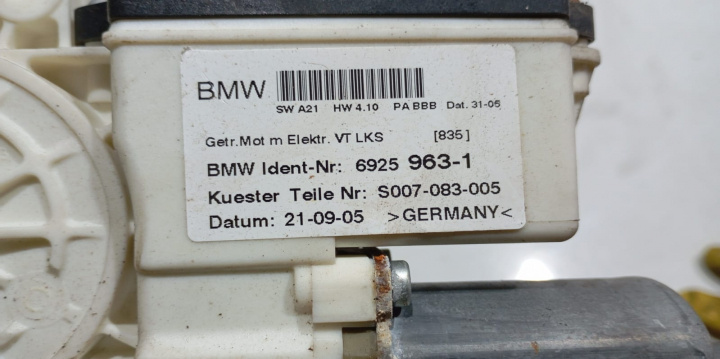 BMW
SW A21 HW 4.10 PA BBB Dat. 31-05
Getr.Mot m Elektr. VT LKS [835]
BMW Ident-Nr: 6925 963-1
Kuester Teile Nr: S007-083-005
Datum: 21-09-05 >GERMANY<